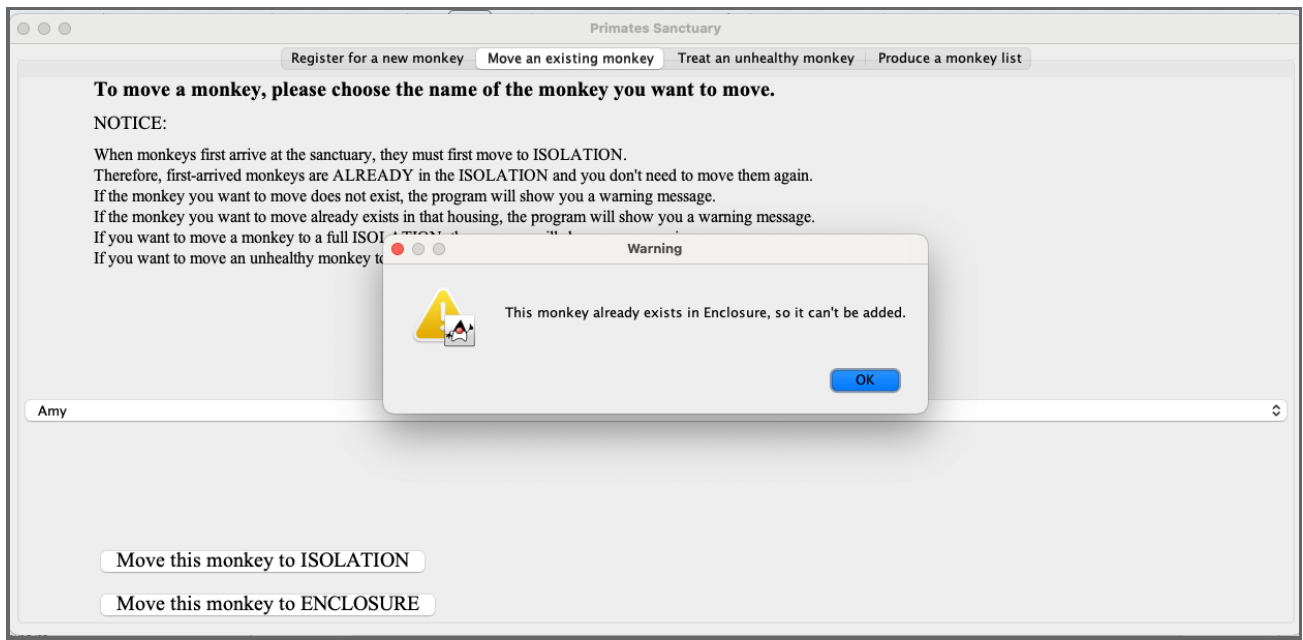 Primates Sanctuary
Register for a new monkey Move an existing monkey Treat an unhealthy monkey Produce a monkey list
To move a monkey, please choose the name of the monkey you want to move.
NOTICE:
When monkeys first arrive at the sanctuary, they must first move to ISOLATION.
Therefore, first-arrived monkeys are ALREADY in the ISOLATION and you don't need to move them again.
If the monkey you want to move does not exist, the program will show you a warning message.
If the monkey you want to move already exists in that housing, the program will show you a warning message.
If you want to move a monkey to a full
If you want to move an unhealthy monkey
Warning
This monkey already exists in Enclosure, so it can't be added.
OK
Amy
Move this monkey to ISOLATION
Move this monkey to ENCLOSURE